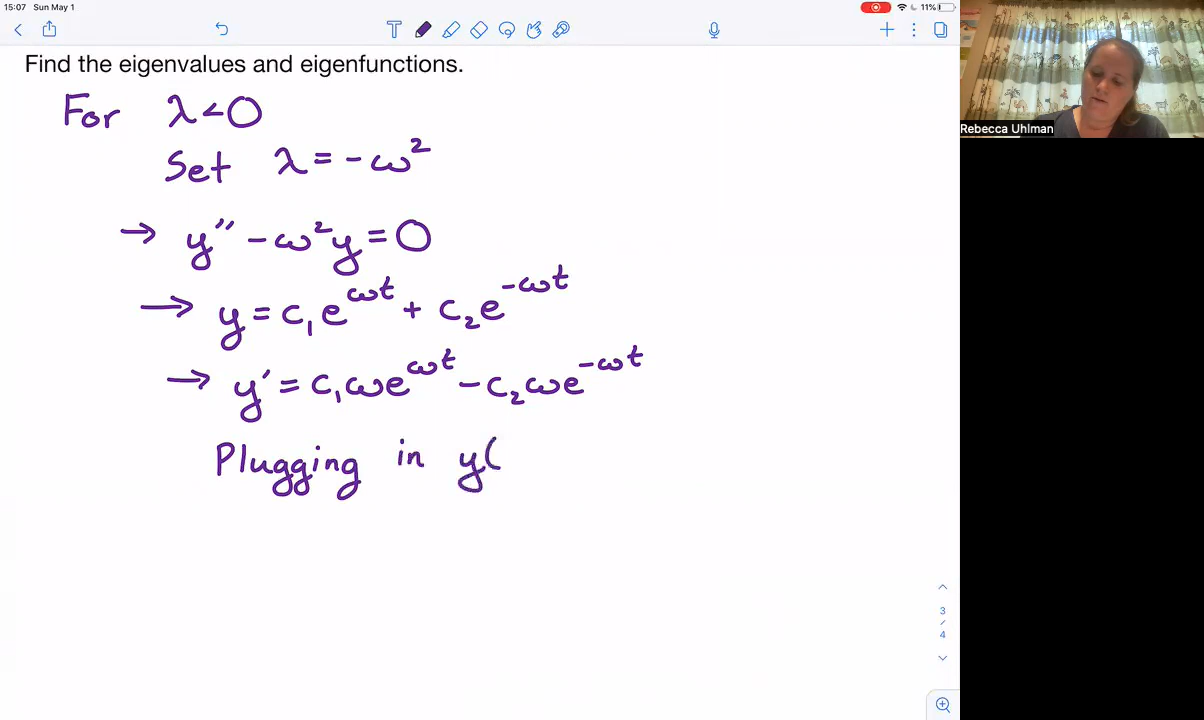 15:07 Sun May 1
11%
Find the eigenvalues and eigenfunctions.
For λ<0
Set λ = -ω²
→ y'' - ω²y = 0
→ y = c₁e^ωt + c₂e^-ωt
→ y' = c₁ωe^ωt - c₂ωe^-ωt
Plugging in y(
Rebecca Uhlman
3
/
4